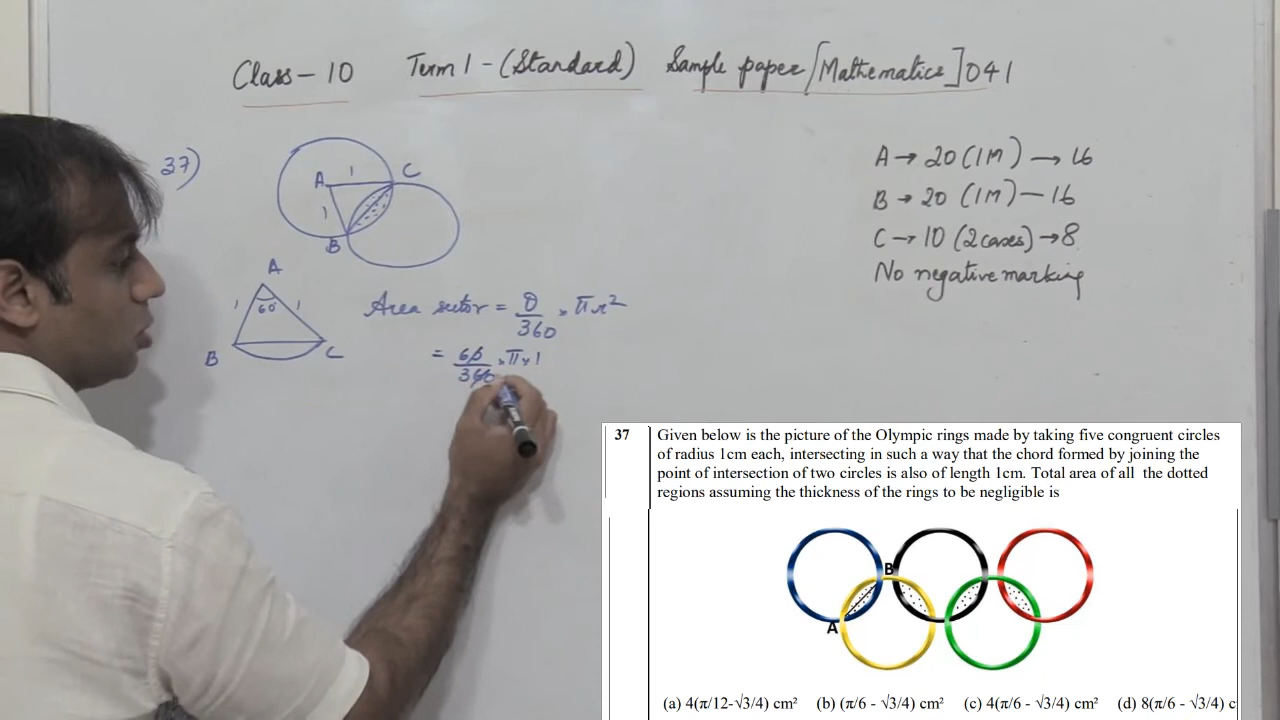 Class - 10 Term 1 - (Standard) Sample paper [Mathematics] 041
37)
A 1 C
1
B
A
1 60° 1
B C
Area sector = θ/360 × πr²
= 60/360 × π × 1
A → 20 (1M) → 16
B → 20 (1M) — 16
C → 10 (2 cases) → 8
No negative marking
37 Given below is the picture of the Olympic rings made by taking five congruent circles
of radius 1cm each, intersecting in such a way that the chord formed by joining the
point of intersection of two circles is also of length 1cm. Total area of all the dotted
regions assuming the thickness of the rings to be negligible is
B
A
(a) 4(π/12-√3/4) cm² (b) (π/6 - √3/4) cm² (c) 4(π/6 - √3/4) cm² (d) 8(π/6 - √3/4) c